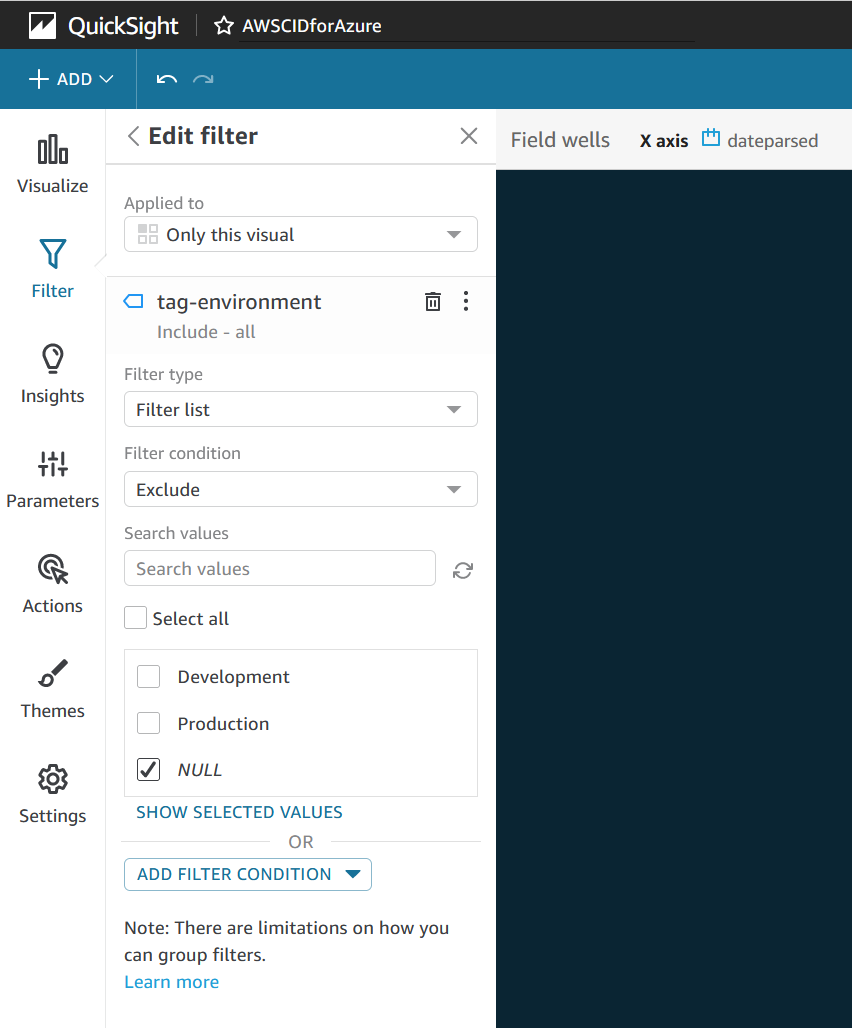 QuickSight
AWSCIDforAzure
ADD
Visualize
Filter
Insights
Parameters
Actions
Themes
Settings
Edit filter
Applied to
Only this visual
tag-environment
Include - all
Filter type
Filter list
Filter condition
Exclude
Search values
Search values
Select all
Development
Production
NULL
SHOW SELECTED VALUES
OR
ADD FILTER CONDITION
Note: There are limitations on how you
can group filters.
Learn more
Field wells X axis dateparsed